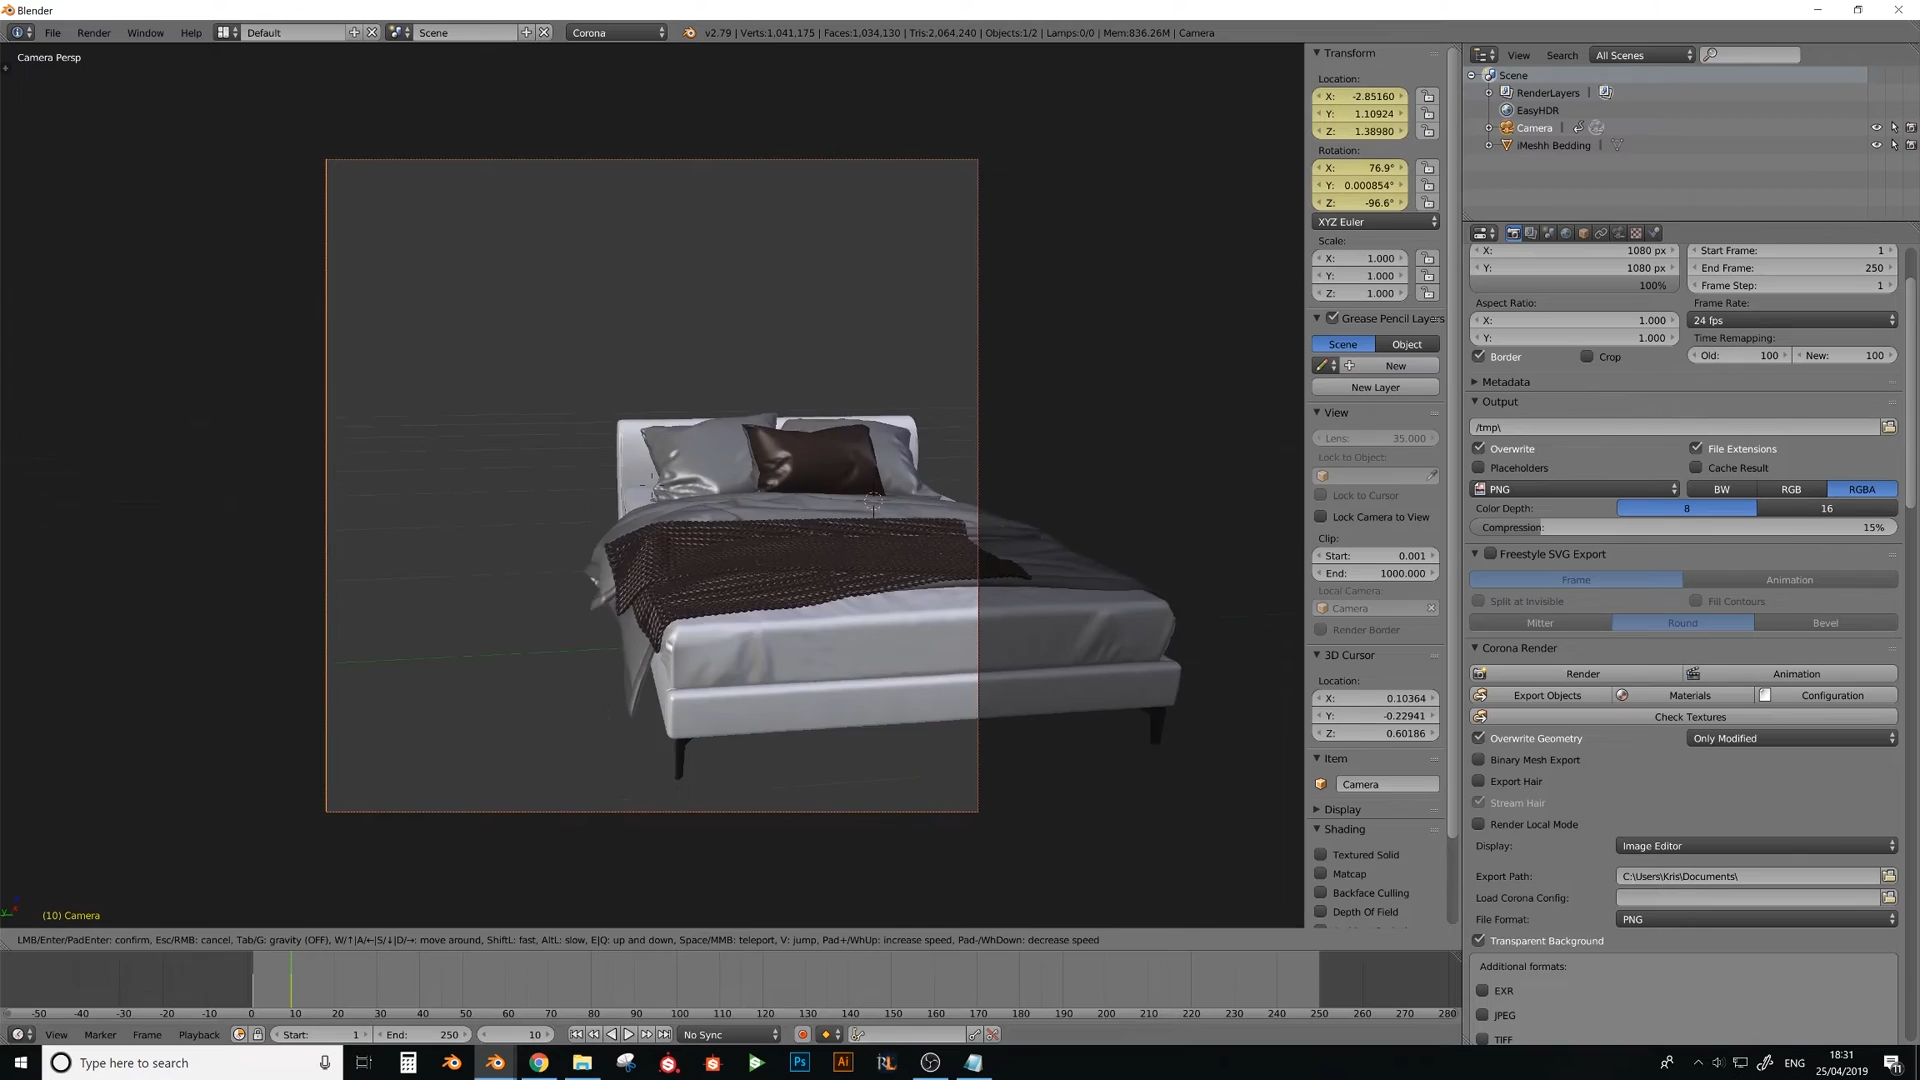 Blender
File Render Window Help Default Scene Corona v2.79 | Verts:1,041,175 | Faces:1,034,130 | Tris:2,064,240 | Objects:1/2 | Lamps:0/0 | Mem:836.26M | Camera
Camera Persp
Transform
Location:
X: -2.85160
Y: 1.10924
Z: 1.38980
Rotation:
X: 76.9°
Y: 0.000854°
Z: -96.6°
XYZ Euler
Scale:
X: 1.000
Y: 1.000
Z: 1.000
Grease Pencil Layers
Scene Object
New
New Layer
View
Lens: 35.000
Lock to Object:
Lock to Cursor
Lock Camera to View
Clip:
Start: 0.001
End: 1000.000
Local Camera:
Camera
Render Border
3D Cursor
Location:
X: 0.10364
Y: -0.22941
Z: 0.60186
Item
Camera
Display
Shading
Textured Solid
Matcap
Backface Culling
Depth Of Field
View Search All Scenes
Scene
RenderLayers |
EasyHDR
Camera |
iMeshh Bedding |
X: 1080 px Start Frame: 1
Y: 1080 px End Frame: 250
100% Frame Step: 1
Aspect Ratio: Frame Rate:
X: 1.000 24 fps
Y: 1.000 Time Remapping:
Border Crop Old: 100 New: 100
Metadata
Output
/tmp\
Overwrite File Extensions
Placeholders Cache Result
PNG BW RGB RGBA
Color Depth: 8 16
Compression: 15%
Freestyle SVG Export
Frame Animation
Split at Invisible Fill Contours
Mitter Round Bevel
Corona Render
Render Animation
Export Objects Materials Configuration
Check Textures
Overwrite Geometry Only Modified
Binary Mesh Export
Export Hair
Stream Hair
Render Local Mode
Display: Image Editor
Export Path: C:\Users\Kris\Documents\
Load Corona Config:
File Format: PNG
Transparent Background
Additional formats:
EXR
JPEG
TIFF
(10) Camera
LMB/Enter/PadEnter: confirm, Esc/RMB: cancel, Tab/G: gravity (OFF), W/↑|A/←|S/↓|D/→: move around, ShiftL: fast, AltL: slow, E|Q: up and down, Space/MMB: teleport, V: jump, Pad+/WhUp: increase speed, Pad-/WhDown: decrease speed
-50 -40 -30 -20 -10 0 10 20 30 40 50 60 70 80 90 100 110 120 130 140 150 160 170 180 190 200 210 220 230 240 250 260 270 280
View Marker Frame Playback Start: 1 End: 250 10 No Sync
Type here to search Ps Ai ENG 18:31
25/04/2019